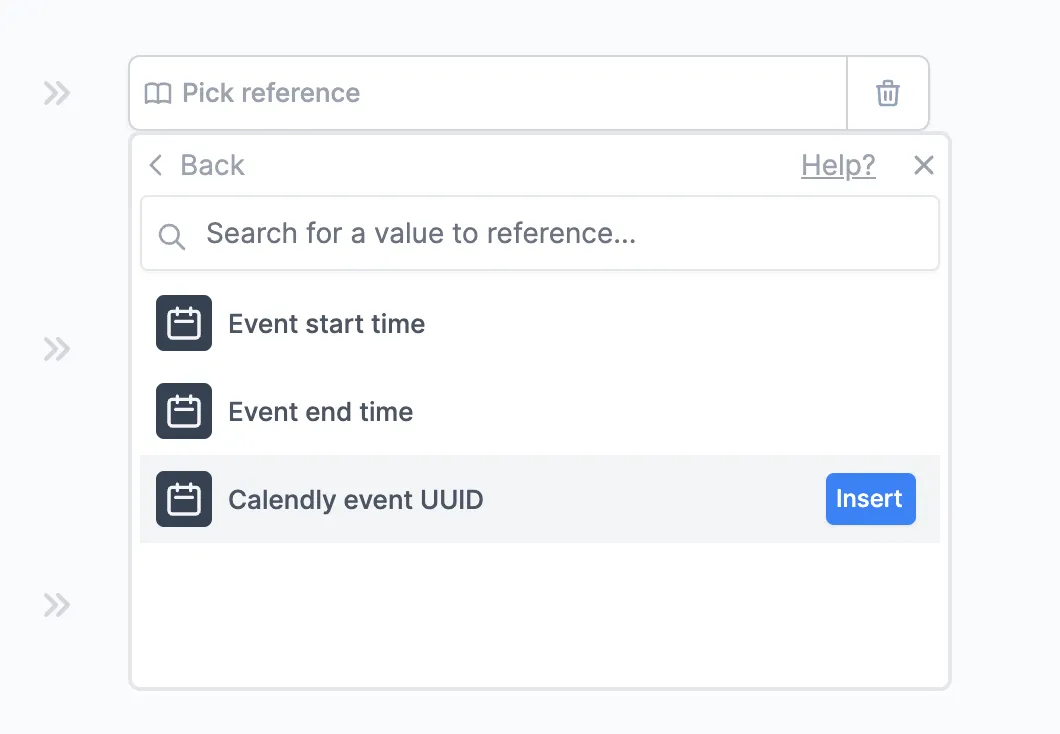 Pick reference
Back Help?
Search for a value to reference...
Event start time
Event end time
Calendly event UUID Insert